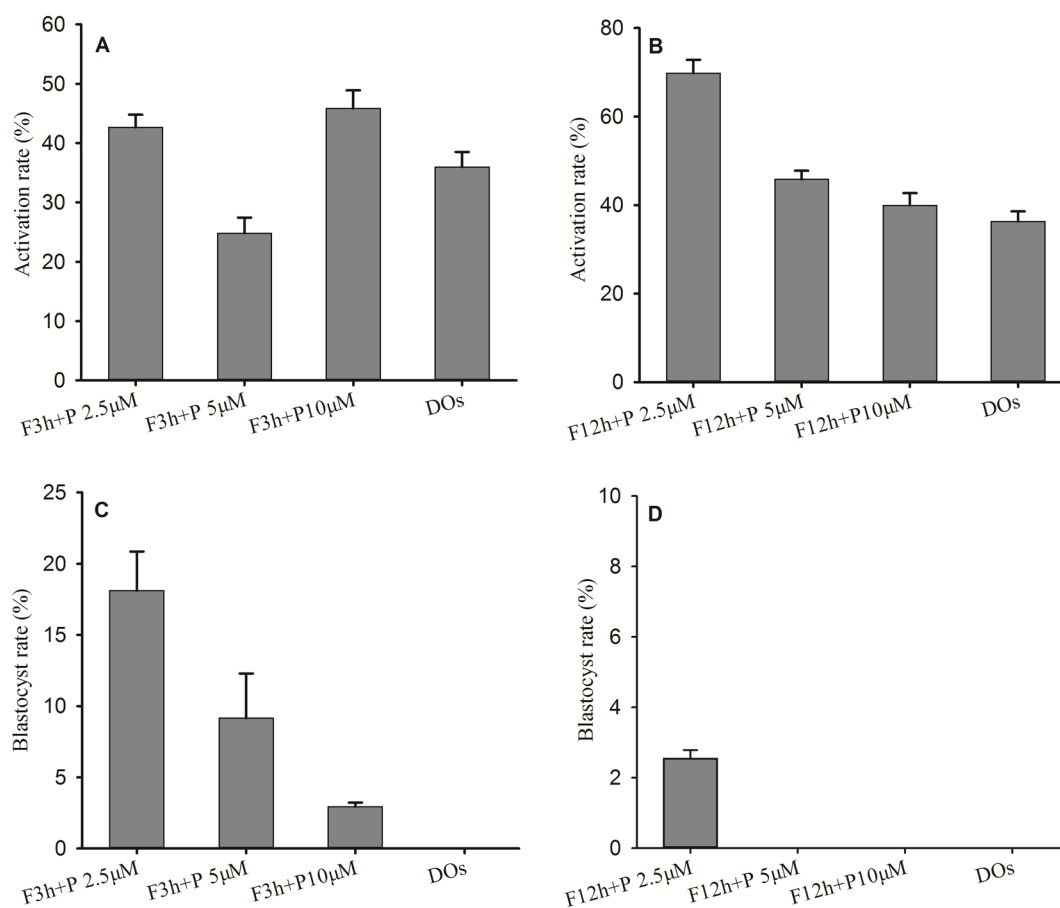 A
Activation rate (%)
60
50
40
30
20
10
0
F3h+P 2.5μM
F3h+P 5μM
F3h+P10μM
DOs
B
Activation rate (%)
80
60
40
20
0
F12h+P 2.5μM
F12h+P 5μM
F12h+P10μM
DOs
C
Blastocyst rate (%)
25
20
15
10
5
0
F3h+P 2.5μM
F3h+P 5μM
F3h+P10μM
DOs
D
Blastocyst rate (%)
10
8
6
4
2
0
F12h+P 2.5μM
F12h+P 5μM
F12h+P10μM
DOs